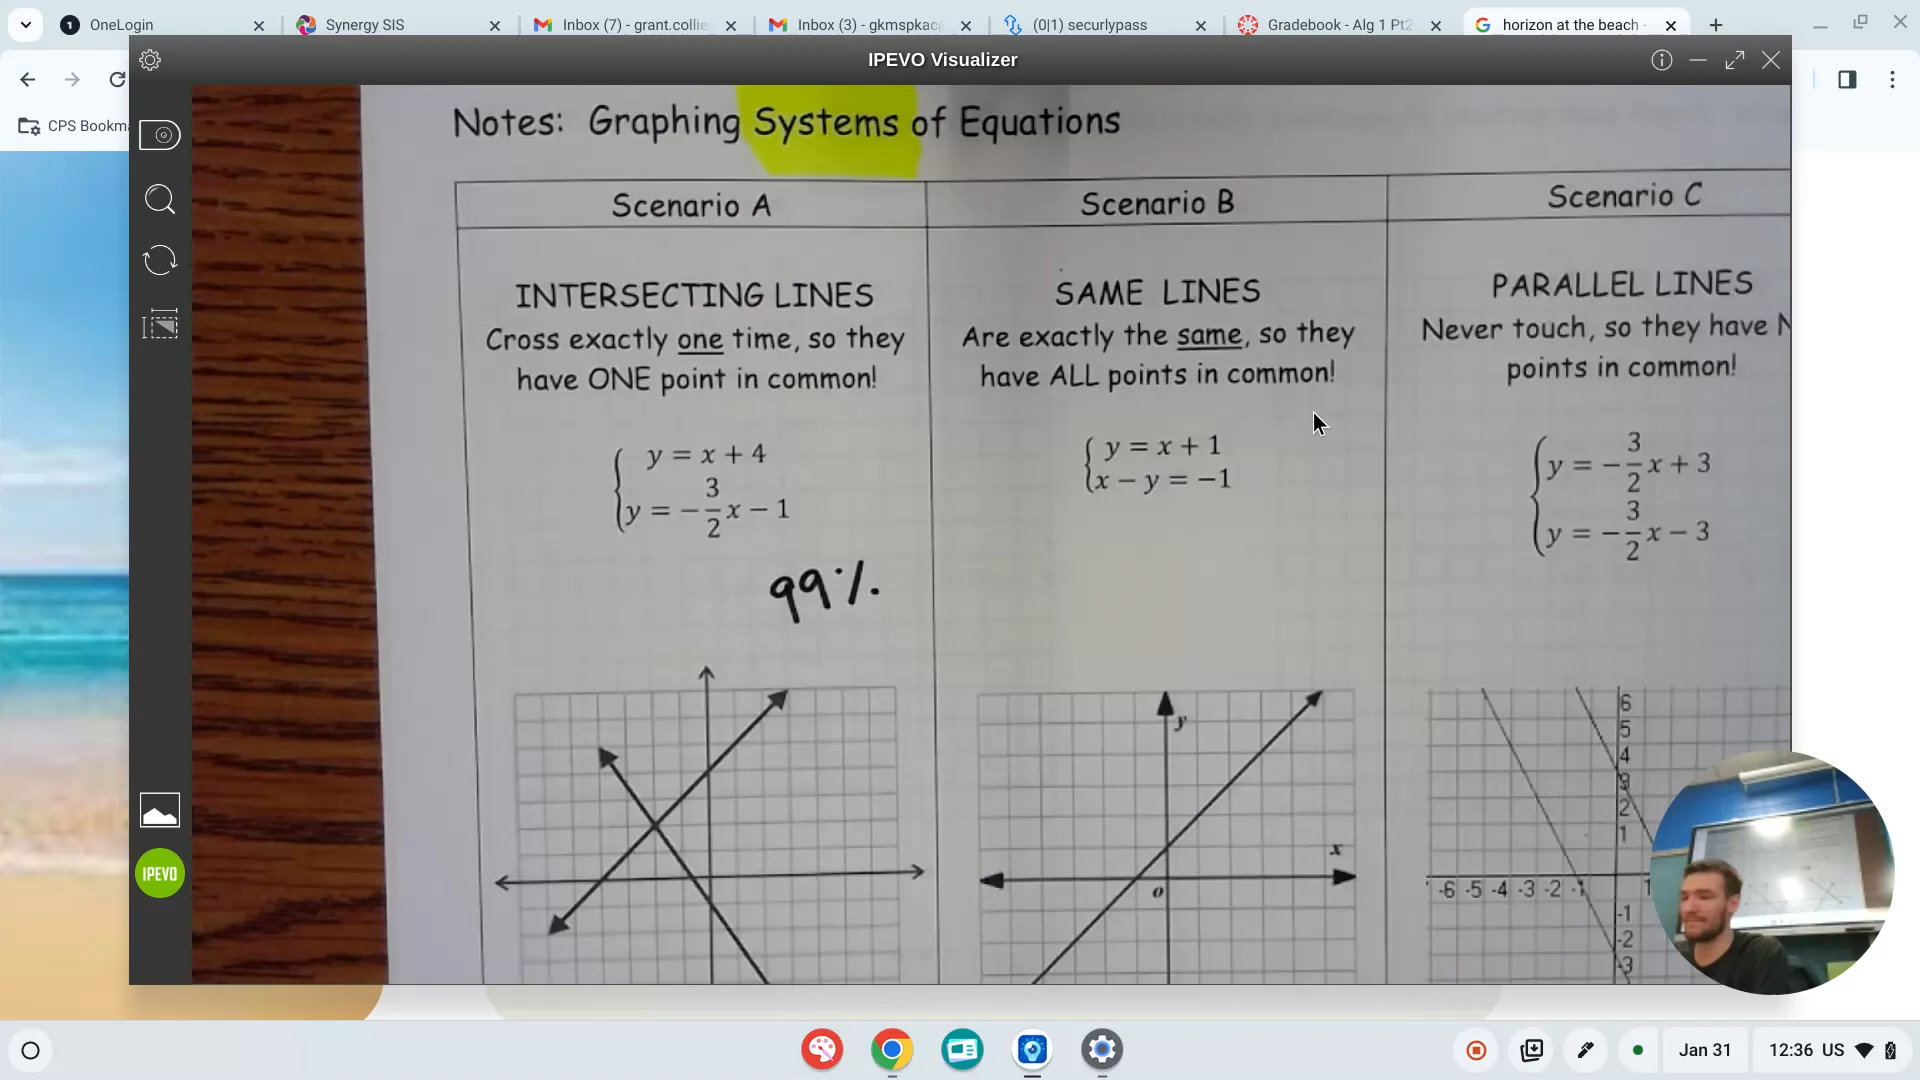 OneLogin
Synergy SIS
Inbox (7) - grant.collie
Inbox (3) - gkmspkac
(0|1) securlypass
Gradebook - Alg 1 Pt2
horizon at the beach -
IPEVO Visualizer
CPS Bookma
Notes: Graphing Systems of Equations
Scenario A
INTERSECTING LINES
Cross exactly one time, so they
have ONE point in common!
y = x + 4
y = -3/2 x - 1
99%
Scenario B
SAME LINES
Are exactly the same, so they
have ALL points in common!
y = x + 1
x - y = -1
y
x
o
Scenario C
PARALLEL LINES
Never touch, so they have N
points in common!
y = -3/2 x + 3
y = -3/2 x - 3
6
5
4
3
2
1
-6 -5 -4 -3 -2 -1 1
-1
-2
-3
IPEVO
Jan 31
12:36 US